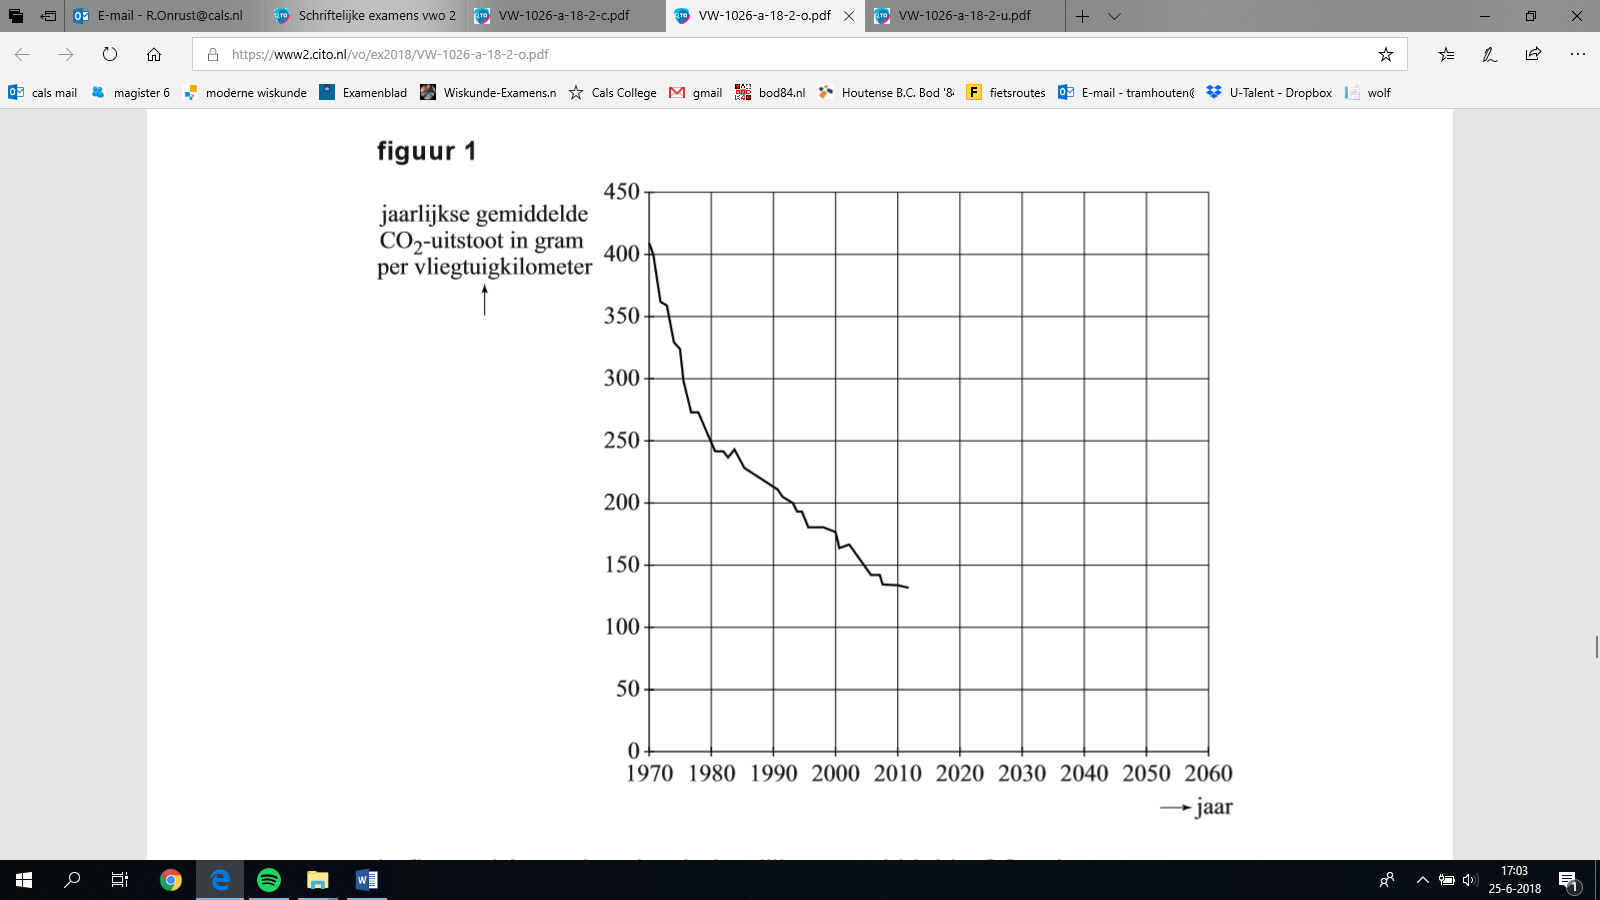 E-mail - R.Onrust@cals.nl
Schriftelijke examens vwo 2
VW-1026-a-18-2-c.pdf
VW-1026-a-18-2-o.pdf
VW-1026-a-18-2-u.pdf
https://www2.cito.nl/vo/ex2018/VW-1026-a-18-2-o.pdf
cals mail
magister 6
moderne wiskunde
Examenblad
Wiskunde-Examens.n
Cals College
gmail
bod84.nl
Houtense B.C. Bod '8
fietsroutes
E-mail - tramhouten
U-Talent - Dropbox
wolf
figuur 1
jaarlijkse gemiddelde
CO2-uitstoot in gram
per vliegtuigkilometer
450
400
350
300
250
200
150
100
50
0
1970 1980 1990 2000 2010 2020 2030 2040 2050 2060
jaar
17:03
25-6-2018
1